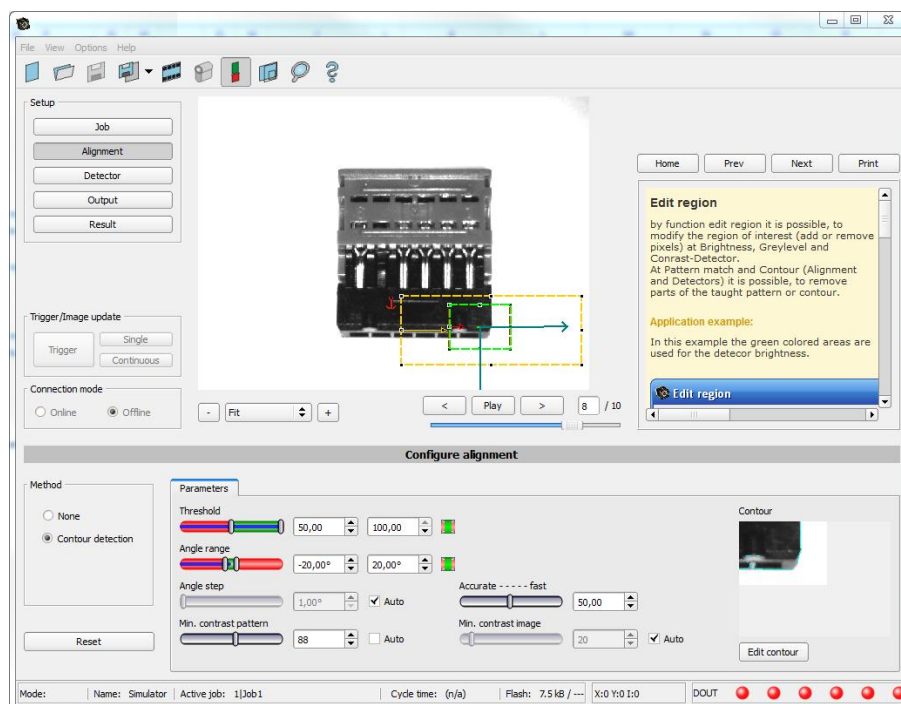 File View Options Help
Setup
Job
Alignment
Detector
Output
Result
Home Prev Next Print
Edit region
by function edit region it is possible, to
modify the region of interest (add or remove
pixels) at Brightness, Greylevel and
Conrast-Detector.
At Pattern match and Contour (Alignment
and Detectors) it is possible, to remove
parts of the taught pattern or contour.
Application example:
In this example the green colored areas are
used for the detecor brightness.
Edit region
Trigger/Image update
Trigger
Single
Continuous
Connection mode
Online Offline
- Fit +
< Play > 8 / 10
Configure alignment
Method
None
Contour detection
Reset
Parameters
Threshold
50,00 100,00
Angle range
-20,00° 20,00°
Angle step
1,00° Auto
Accurate - - - - - fast
50,00
Min. contrast pattern
88 Auto
Min. contrast image
20 Auto
Contour
Edit contour
Mode: Name: Simulator Active job: 1|Job1 Cycle time: (n/a) Flash: 7.5 kB / --- X:0 Y:0 I:0 DOUT